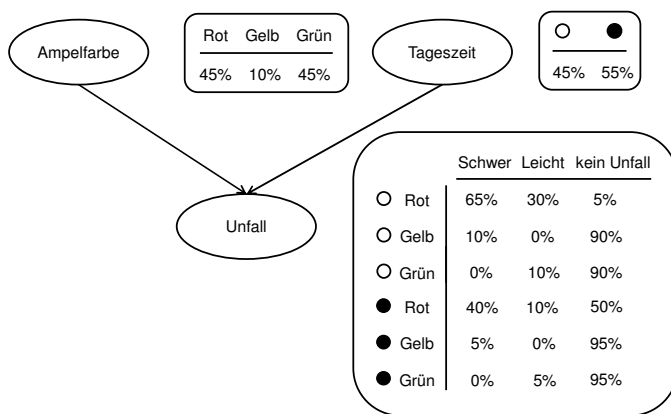 Ampelfarbe
Rot Gelb Grün
45% 10% 45%
Tageszeit
45% 55%
Unfall
Schwer Leicht kein Unfall
Rot 65% 30% 5%
Gelb 10% 0% 90%
Grün 0% 10% 90%
Rot 40% 10% 50%
Gelb 5% 0% 95%
Grün 0% 5% 95%